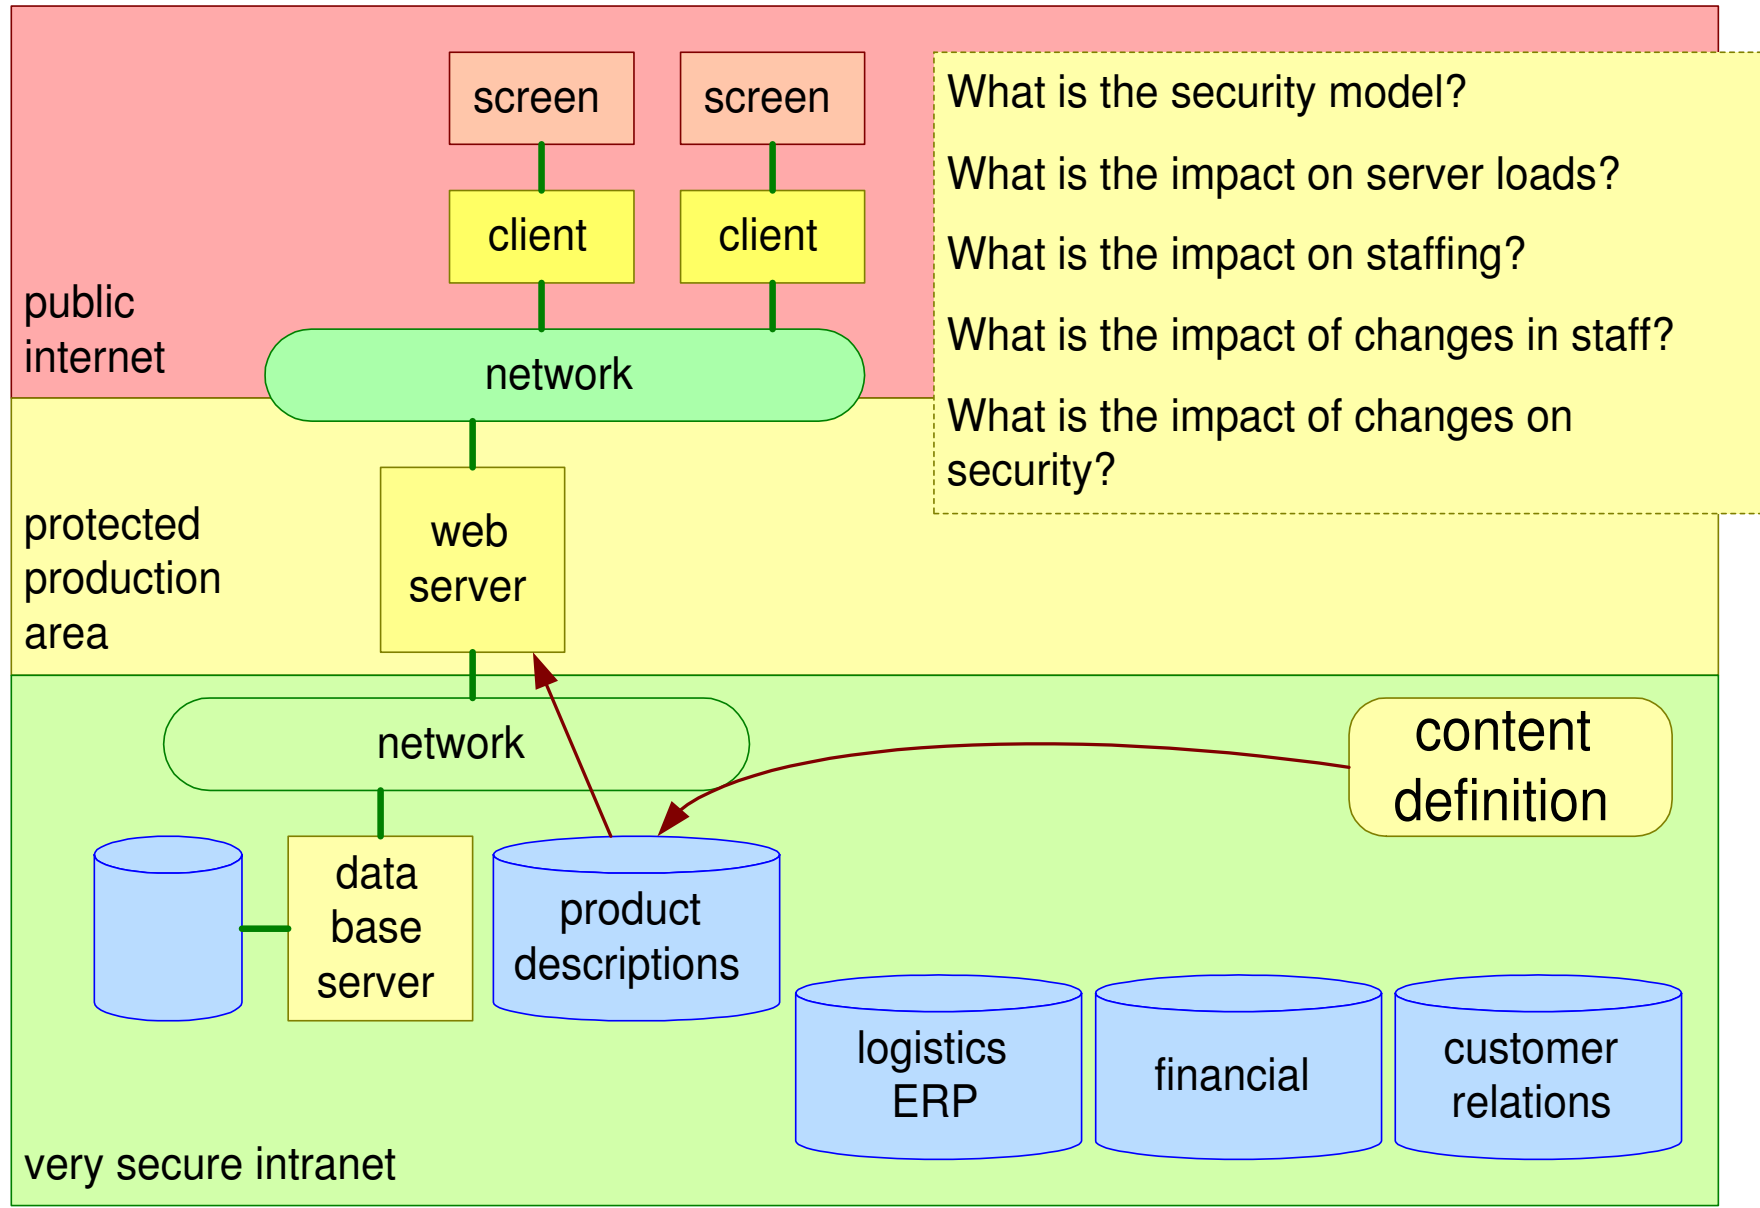 screen
screen
What is the security model?
What is the impact on server loads?
client
client
What is the impact on staffing?
public
internet
What is the impact of changes in staff?
network
What is the impact of changes on
security?
protected
production
area
web
server
network
content
definition
data
base
server
product
descriptions
logistics
ERP
financial
customer
relations
very secure intranet